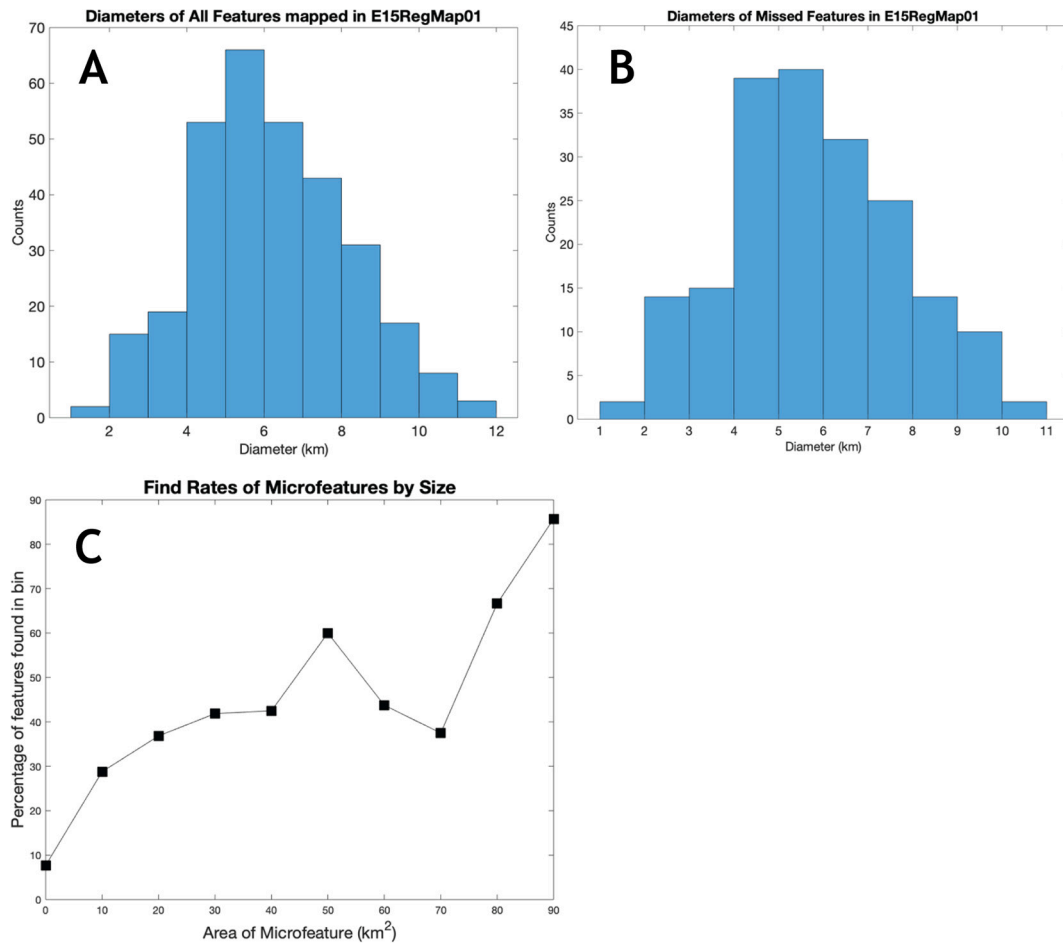 Diameters of All Features mapped in E15RegMap01
A
70
60
50
40
30
20
10
0
Counts
2 4 6 8 10 12
Diameter (km)
Diameters of Missed Features in E15RegMap01
B
45
40
35
30
25
20
15
10
5
0
Counts
1 2 3 4 5 6 7 8 9 10 11
Diameter (km)
Find Rates of Microfeatures by Size
C
90
80
70
60
50
40
30
20
10
0
Percentage of features found in bin
0 10 20 30 40 50 60 70 80 90
Area of Microfeature (km²)